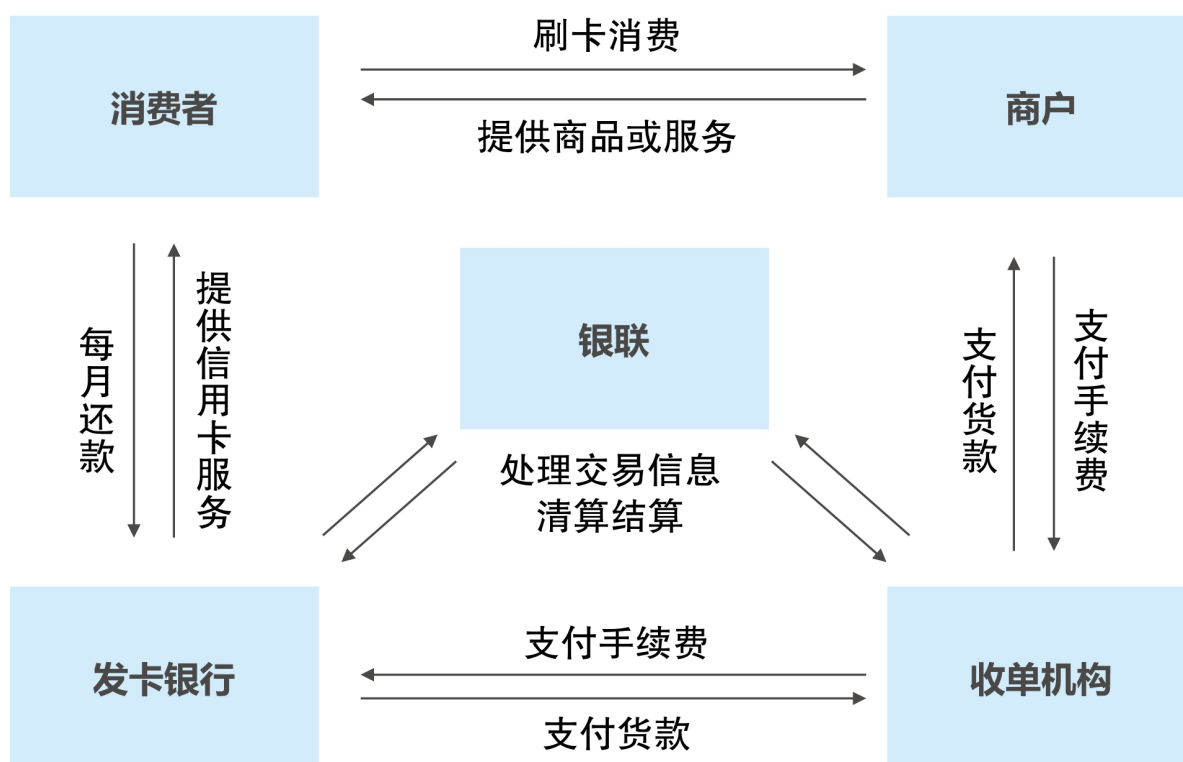 刷卡消费
消费者
商户
提供商品或服务
银联
每月还款
提供信用卡服务
支付货款
支付手续费
处理交易信息
清算结算
支付手续费
发卡银行
收单机构
支付货款